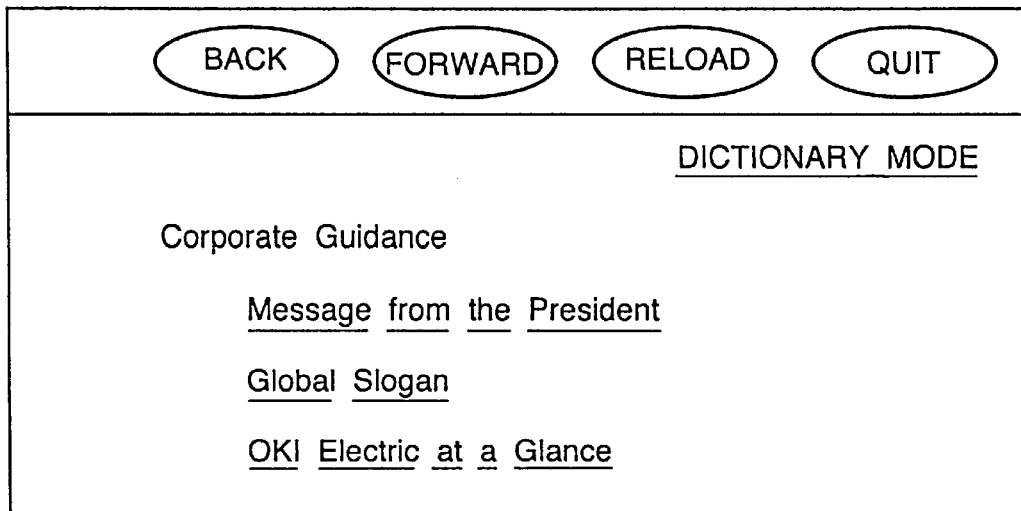 BACK FORWARD RELOAD QUIT
DICTIONARY MODE
Corporate Guidance
Message from the President
Global Slogan
OKI Electric at a Glance